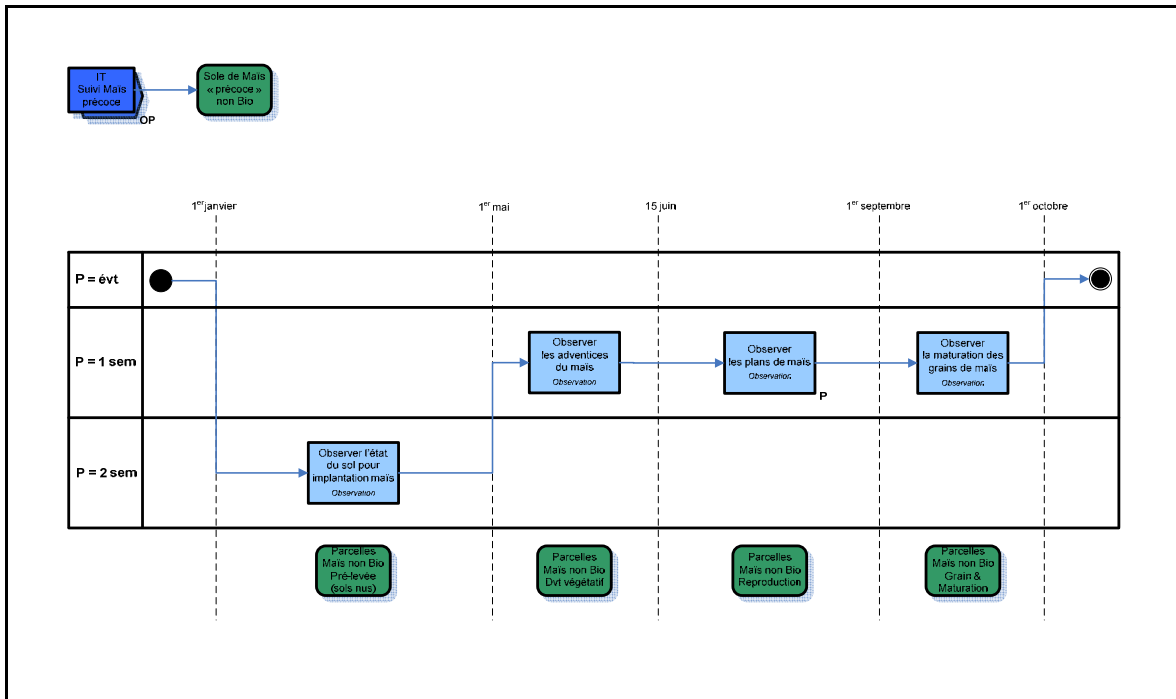 IT
Suivi Maïs
précoce
OP
Sole de Maïs
« précoce »
non Bio
1er janvier
1er mai
15 juin
1er septembre
1er octobre
P = évt
P = 1 sem
Observer
les adventices
du maïs
Observation
Observer
les plans de maïs
Observation
P
Observer
la maturation des
grains de maïs
Observation
P = 2 sem
Observer l'état
du sol pour
implantation maïs
Observation
Parcelles
Maïs non Bio
Pré-levée
(sols nus)
Parcelles
Maïs non Bio
Dvt végétatif
Parcelles
Maïs non Bio
Reproduction
Parcelles
Maïs non Bio
Grain &
Maturation